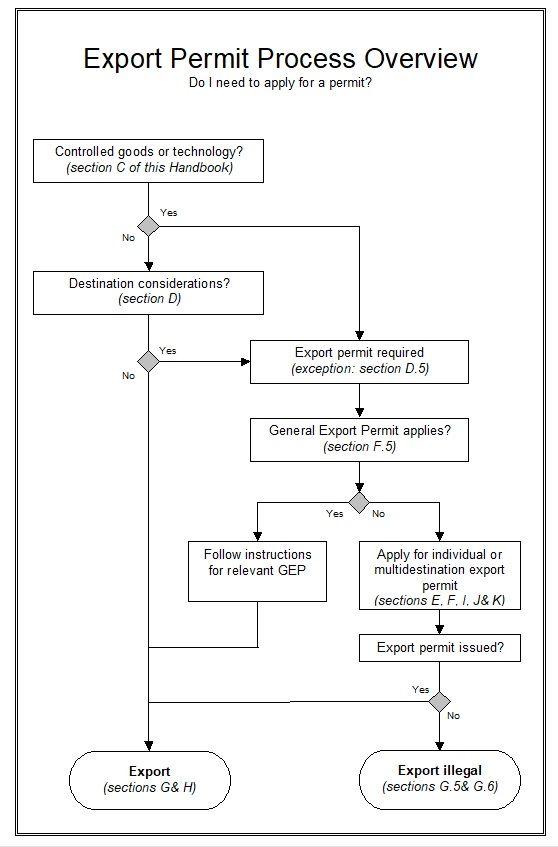 Export Permit Process Overview
Do I need to apply for a permit?
Controlled goods or technology?
(section C of this Handbook)
Yes
No
Destination considerations?
(section D)
Yes
No
Export permit required
(exception: section D.5)
General Export Permit applies?
(section F.5)
Yes
No
Follow instructions
for relevant GEP
Apply for individual or
multidestination export
permit
(sections E, F, I, J& K)
Export permit issued?
Yes
No
Export
(sections G& H)
Export illegal
(sections G.5& G.6)